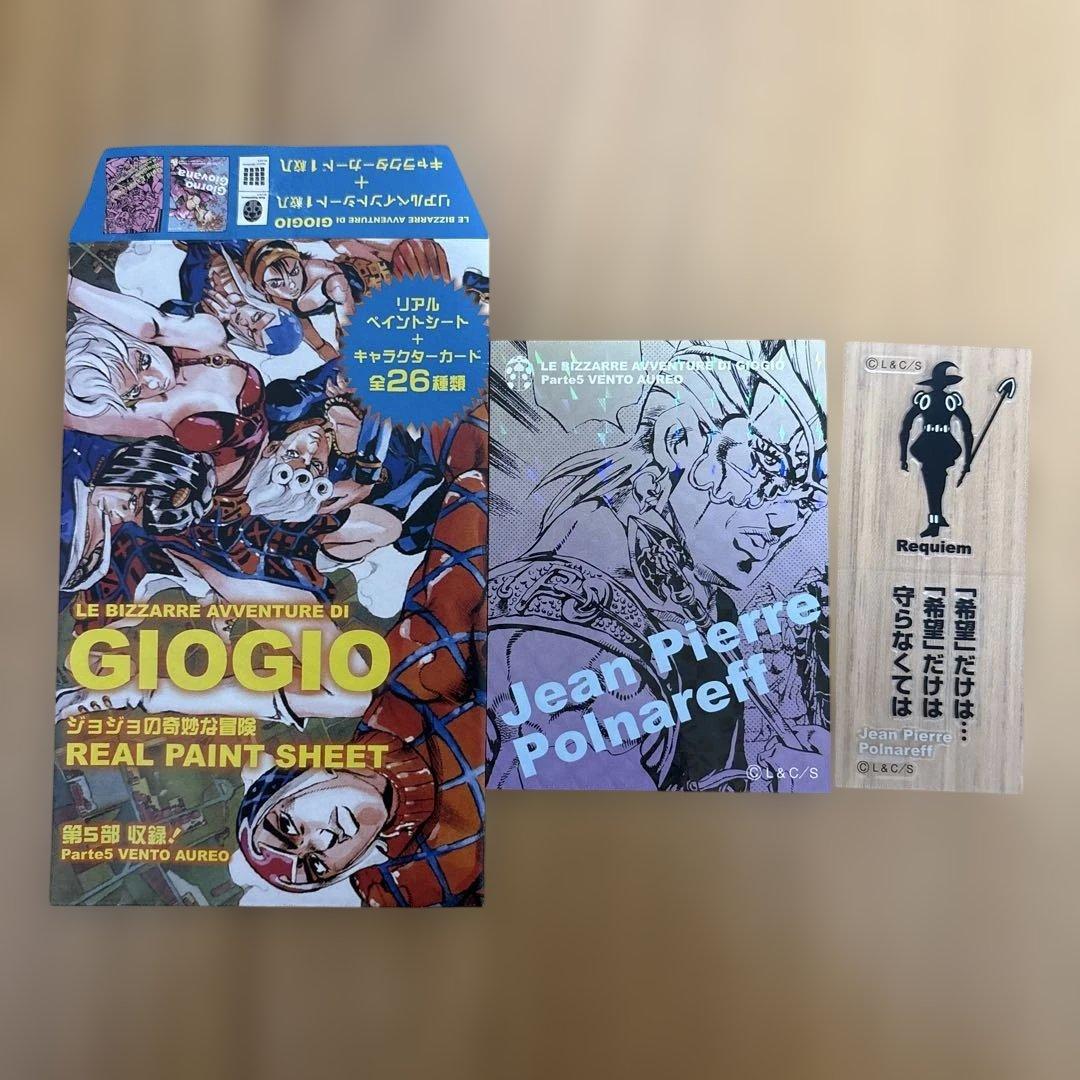 LE BIZZARRE AVVENTURE DI GIOGIO
リアルペイントシート1枚入
+
キャラクターカード1枚入
Giorno
Giovana
リアル
ペイントシート
+
キャラクターカード
全26種類
LE BIZZARRE AVVENTURE DI
GIOGIO
ジョジョの奇妙な冒険
REAL PAINT SHEET
第5部 収録!
Parte5 VENTO AUREO
LE BIZZARRE AVVENTURE DI GIOGIO
Parte5 VENTO AUREO
Jean Pierre
Polnareff
©L&C/S
©L&C/S
Requiem
「希望」だけは…
「希望」だけは
守らなくては
Jean Pierre
Polnareff
©L&C/S